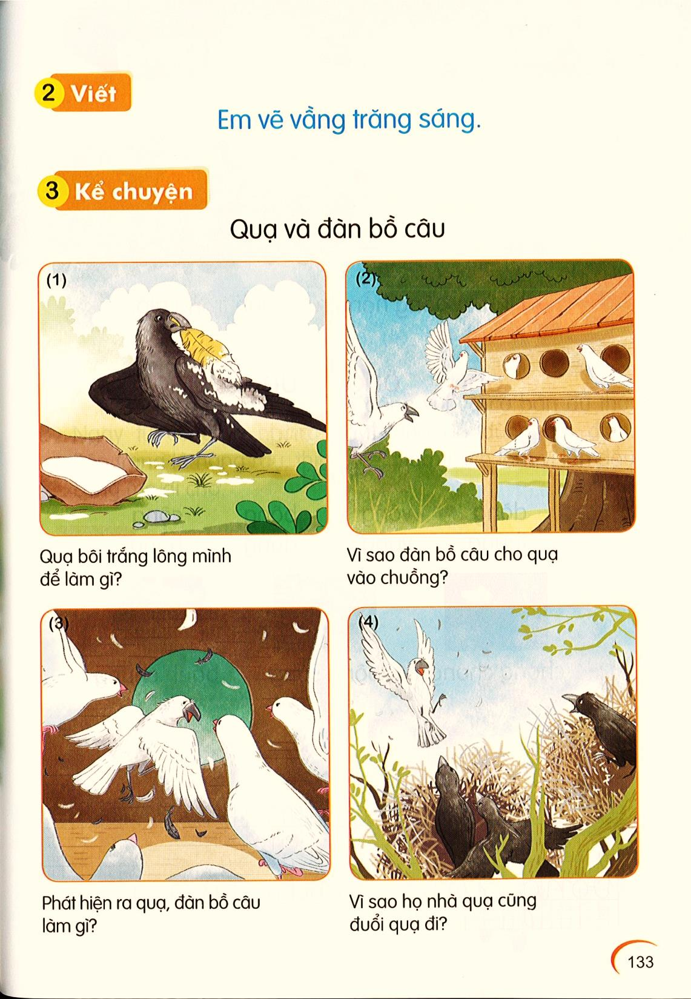 2 Viết
Em vẽ vầng trăng sáng.
3 Kể chuyện
Quạ và đàn bồ câu
(1)
(2)
Quạ bôi trắng lông mình
để làm gì?
Vì sao đàn bồ câu cho quạ
vào chuồng?
(3)
(4)
Phát hiện ra quạ, đàn bồ câu
làm gì?
Vì sao họ nhà quạ cũng
đuổi quạ đi?
133